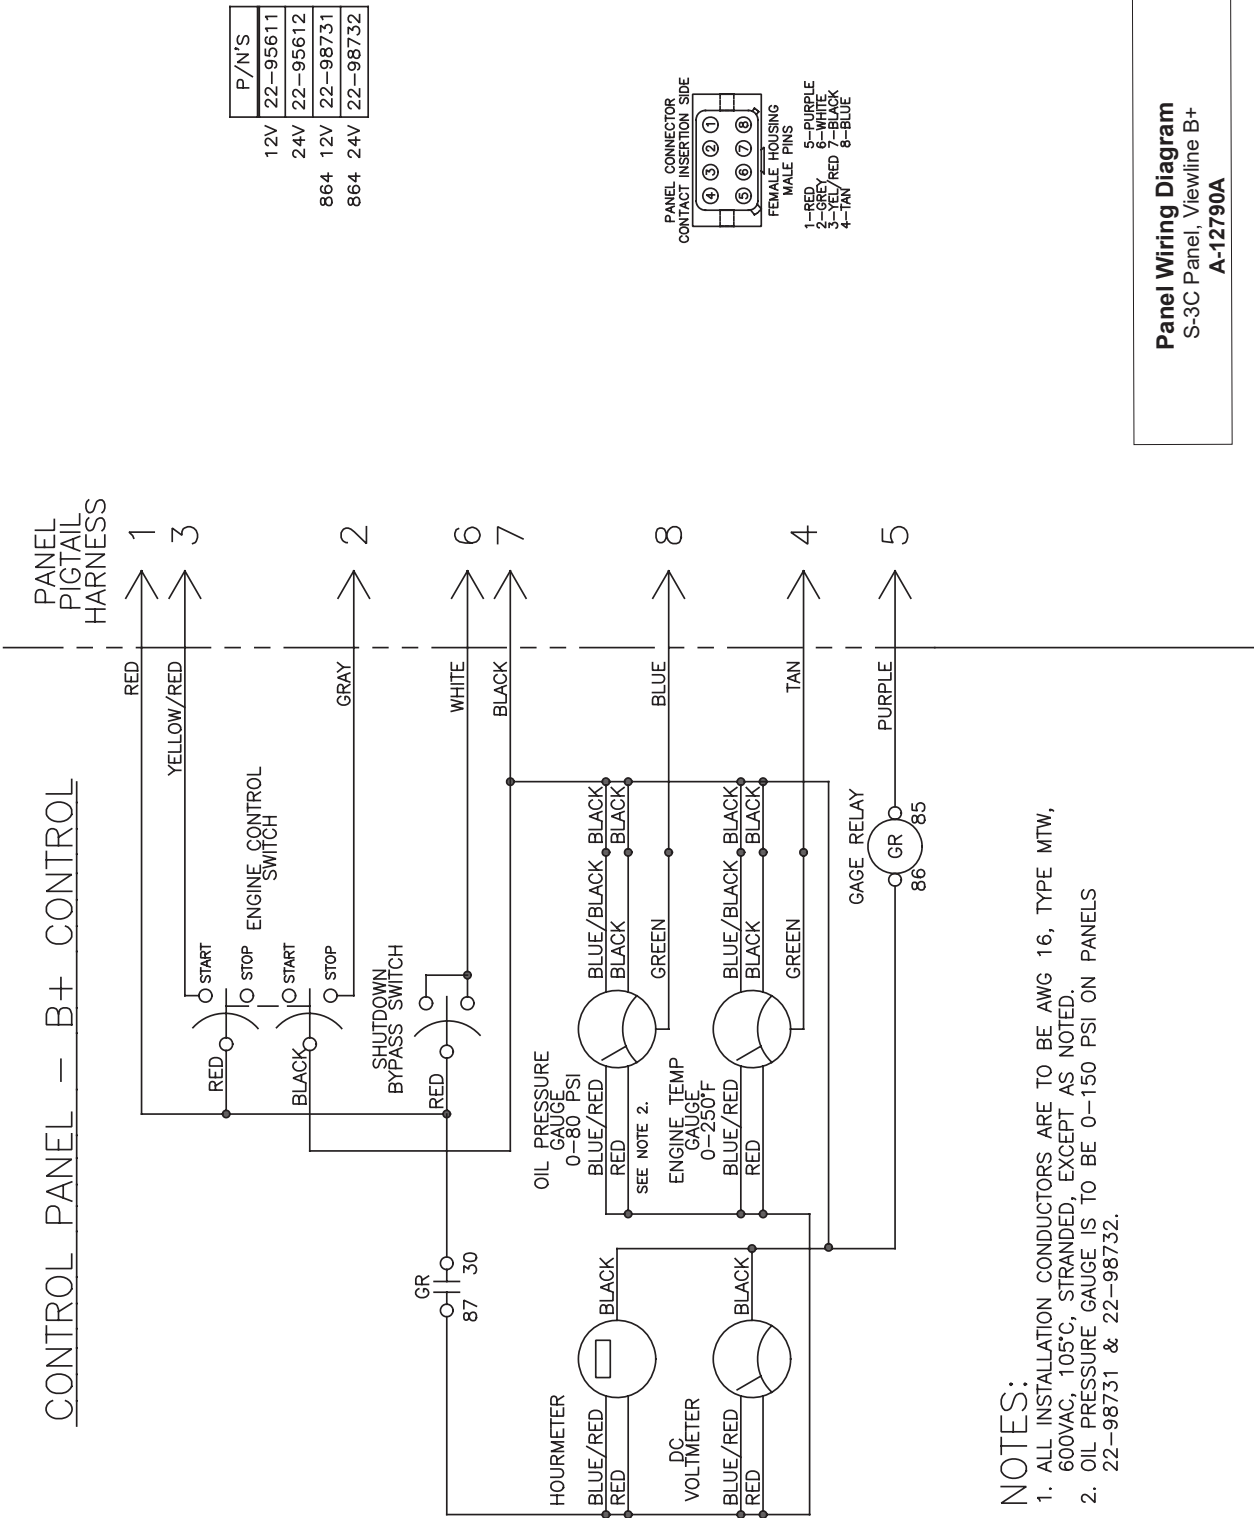 CONTROL PANEL - B+ CONTROL
PANEL
PIGTAIL
HARNESS
P/N'S
12V 22-95611
24V 22-95612
864 12V 22-98731
864 24V 22-98732
RED
1
YELLOW/RED
3
START
RED
STOP
ENGINE CONTROL
SWITCH
START
BLACK
STOP
GRAY
2
SHUTDOWN
BYPASS SWITCH
RED
WHITE
6
BLACK
7
GR
87
30
OIL PRESSURE
GAUGE
0-80 PSI
BLUE/RED
RED
SEE NOTE 2.
BLUE/BLACK
BLACK
BLACK
BLACK
GREEN
BLUE
8
ENGINE TEMP
GAUGE
0-250°F
BLUE/RED
RED
BLUE/BLACK
BLACK
BLACK
BLACK
GREEN
TAN
4
HOURMETER
BLUE/RED
RED
BLACK
DC
VOLTMETER
BLUE/RED
RED
BLACK
GAGE RELAY
GR
86
85
PURPLE
5
PANEL CONNECTOR
CONTACT INSERTION SIDE
4 3 2 1
5 6 7 8
FEMALE HOUSING
MALE PINS
1-RED 5-PURPLE
2-GREY 6-WHITE
3-YEL/RED 7-BLACK
4-TAN 8-BLUE
NOTES:
1. ALL INSTALLATION CONDUCTORS ARE TO BE AWG 16, TYPE MTW,
600VAC, 105°C, STRANDED, EXCEPT AS NOTED.
2. OIL PRESSURE GAUGE IS TO BE 0-150 PSI ON PANELS
22-98731 & 22-98732.
Panel Wiring Diagram
S-3C Panel, Viewline B+
A-12790A